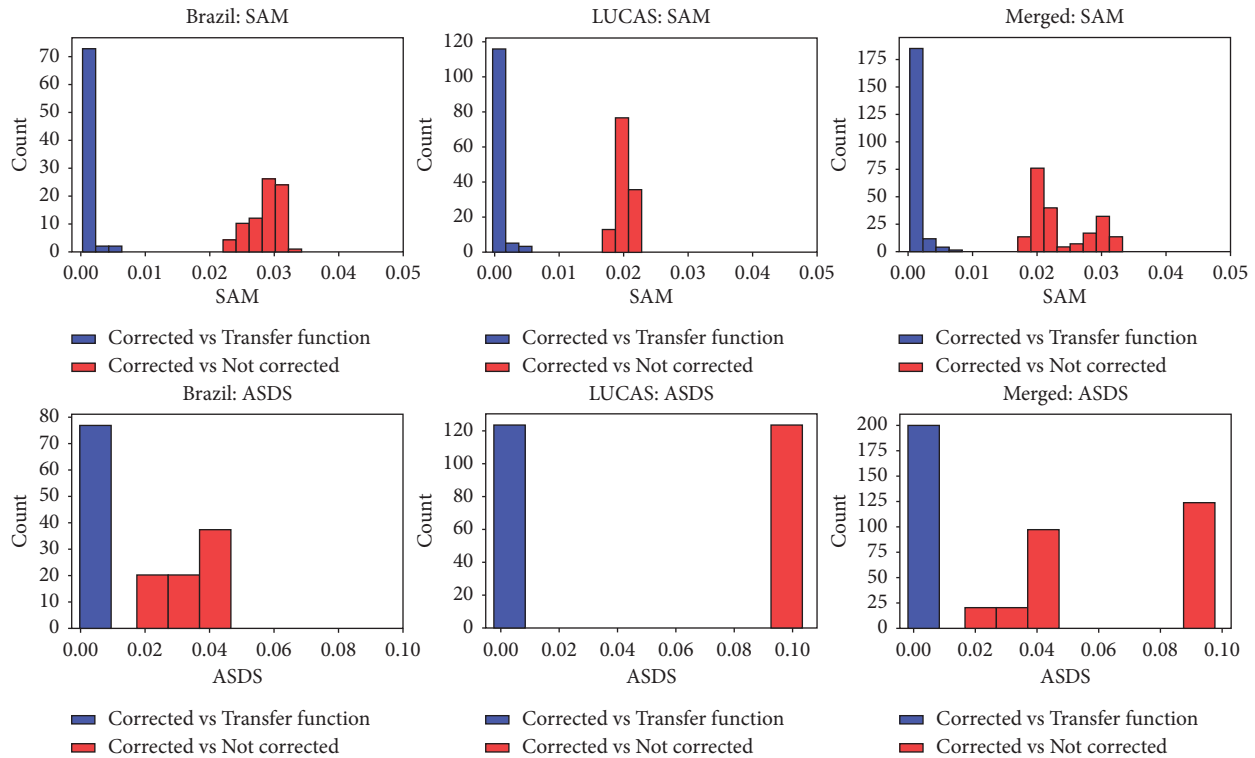 Brazil: SAM
Count
70
60
50
40
30
20
10
0
0.00 0.01 0.02 0.03 0.04 0.05
SAM
Corrected vs Transfer function
Corrected vs Not corrected
LUCAS: SAM
Count
120
100
80
60
40
20
0
0.00 0.01 0.02 0.03 0.04 0.05
SAM
Corrected vs Transfer function
Corrected vs Not corrected
Merged: SAM
Count
175
150
125
100
75
50
25
0
0.00 0.01 0.02 0.03 0.04 0.05
SAM
Corrected vs Transfer function
Corrected vs Not corrected
Brazil: ASDS
Count
80
70
60
50
40
30
20
10
0
0.00 0.02 0.04 0.06 0.08 0.10
ASDS
Corrected vs Transfer function
Corrected vs Not corrected
LUCAS: ASDS
Count
120
100
80
60
40
20
0
0.00 0.02 0.04 0.06 0.08 0.10
ASDS
Corrected vs Transfer function
Corrected vs Not corrected
Merged: ASDS
Count
200
175
150
125
100
75
50
25
0
0.00 0.02 0.04 0.06 0.08 0.10
ASDS
Corrected vs Transfer function
Corrected vs Not corrected